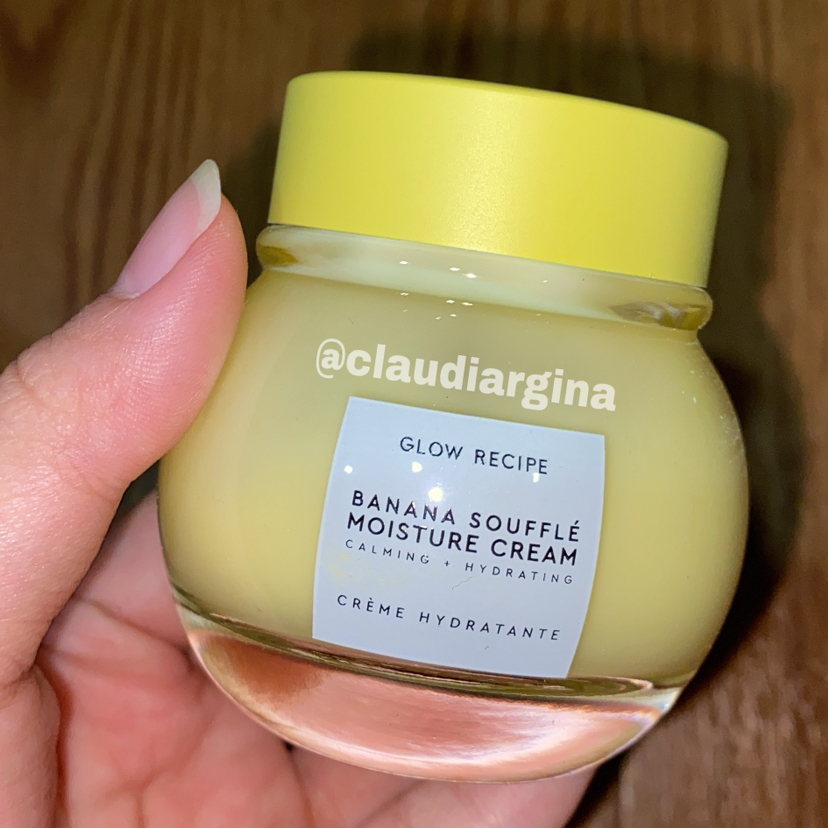 @claudiargina
GLOW RECIPE
BANANA SOUFFLÉ
MOISTURE CREAM
CALMING + HYDRATING
CRÈME HYDRATANTE